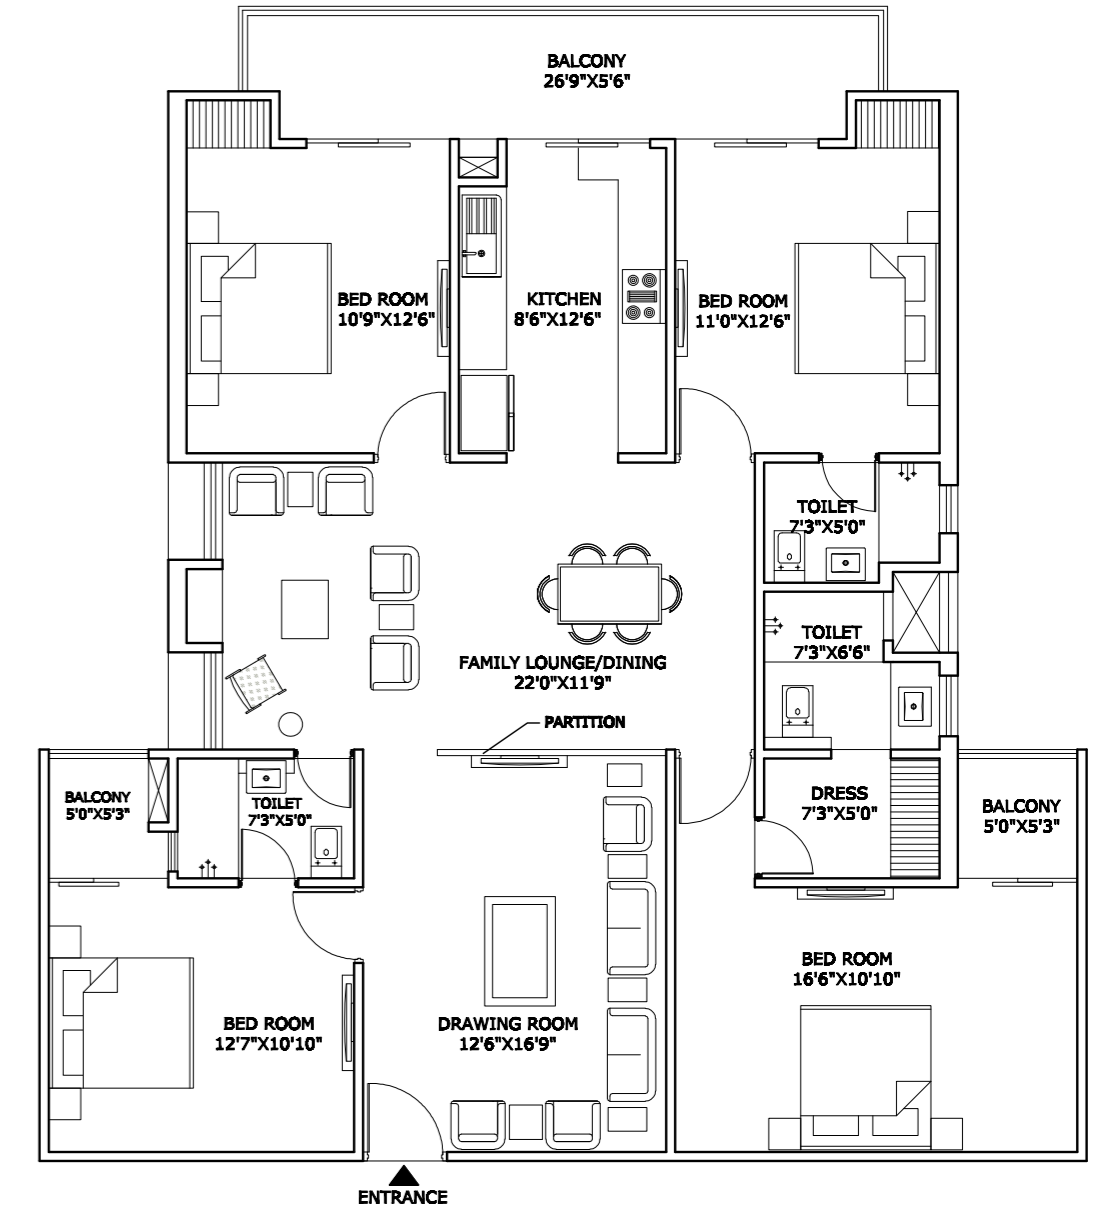 BALCONY
26'9"X5'6"
BED ROOM
10'9"X12'6"
KITCHEN
8'6"X12'6"
BED ROOM
11'0"X12'6"
TOILET
7'3"X5'0"
TOILET
7'3"X6'6"
FAMILY LOUNGE/DINING
22'0"X11'9"
PARTITION
BALCONY
5'0"X5'3"
TOILET
7'3"X5'0"
DRESS
7'3"X5'0"
BALCONY
5'0"X5'3"
BED ROOM
16'6"X10'10"
BED ROOM
12'7"X10'10"
DRAWING ROOM
12'6"X16'9"
ENTRANCE